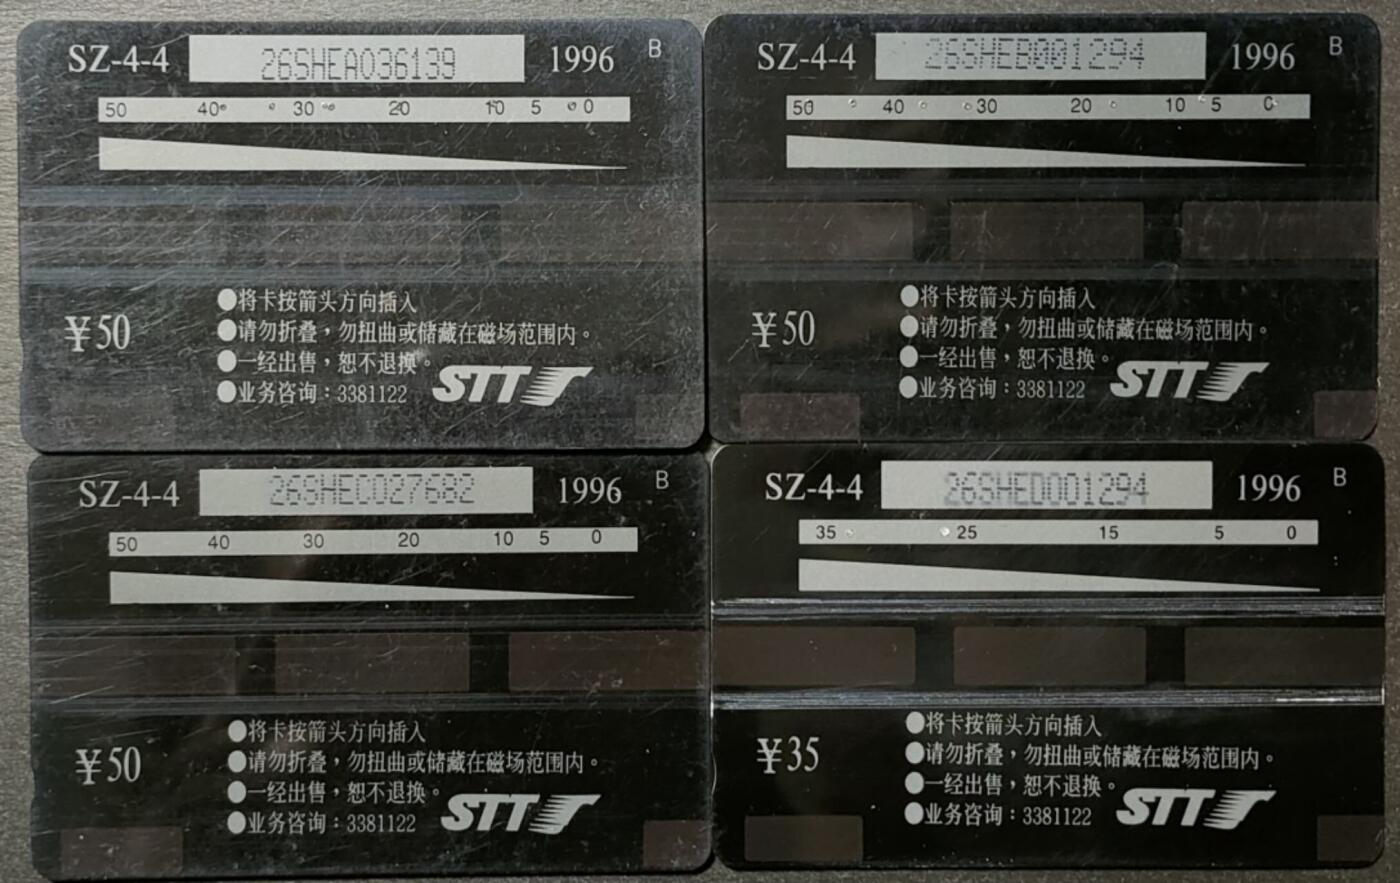 SZ-4-4 26SHEA036139 1996 B
50 40 30 20 10 5 0
¥50
●将卡按箭头方向插入
●请勿折叠，勿扭曲或储藏在磁场范围内。
●一经出售，恕不退换。
●业务咨询：3381122
STT
SZ-4-4 26SHEB001294 1996 B
50 40 30 20 10 5 0
¥50
●将卡按箭头方向插入
●请勿折叠，勿扭曲或储藏在磁场范围内。
●一经出售，恕不退换。
●业务咨询：3381122
STT
SZ-4-4 26SHEC027682 1996 B
50 40 30 20 10 5 0
¥50
●将卡按箭头方向插入
●请勿折叠，勿扭曲或储藏在磁场范围内。
●一经出售，恕不退换。
●业务咨询：3381122
STT
SZ-4-4 26SHED001294 1996 B
35 25 15 5 0
¥35
●将卡按箭头方向插入
●请勿折叠，勿扭曲或储藏在磁场范围内。
●一经出售，恕不退换。
●业务咨询：3381122
STT